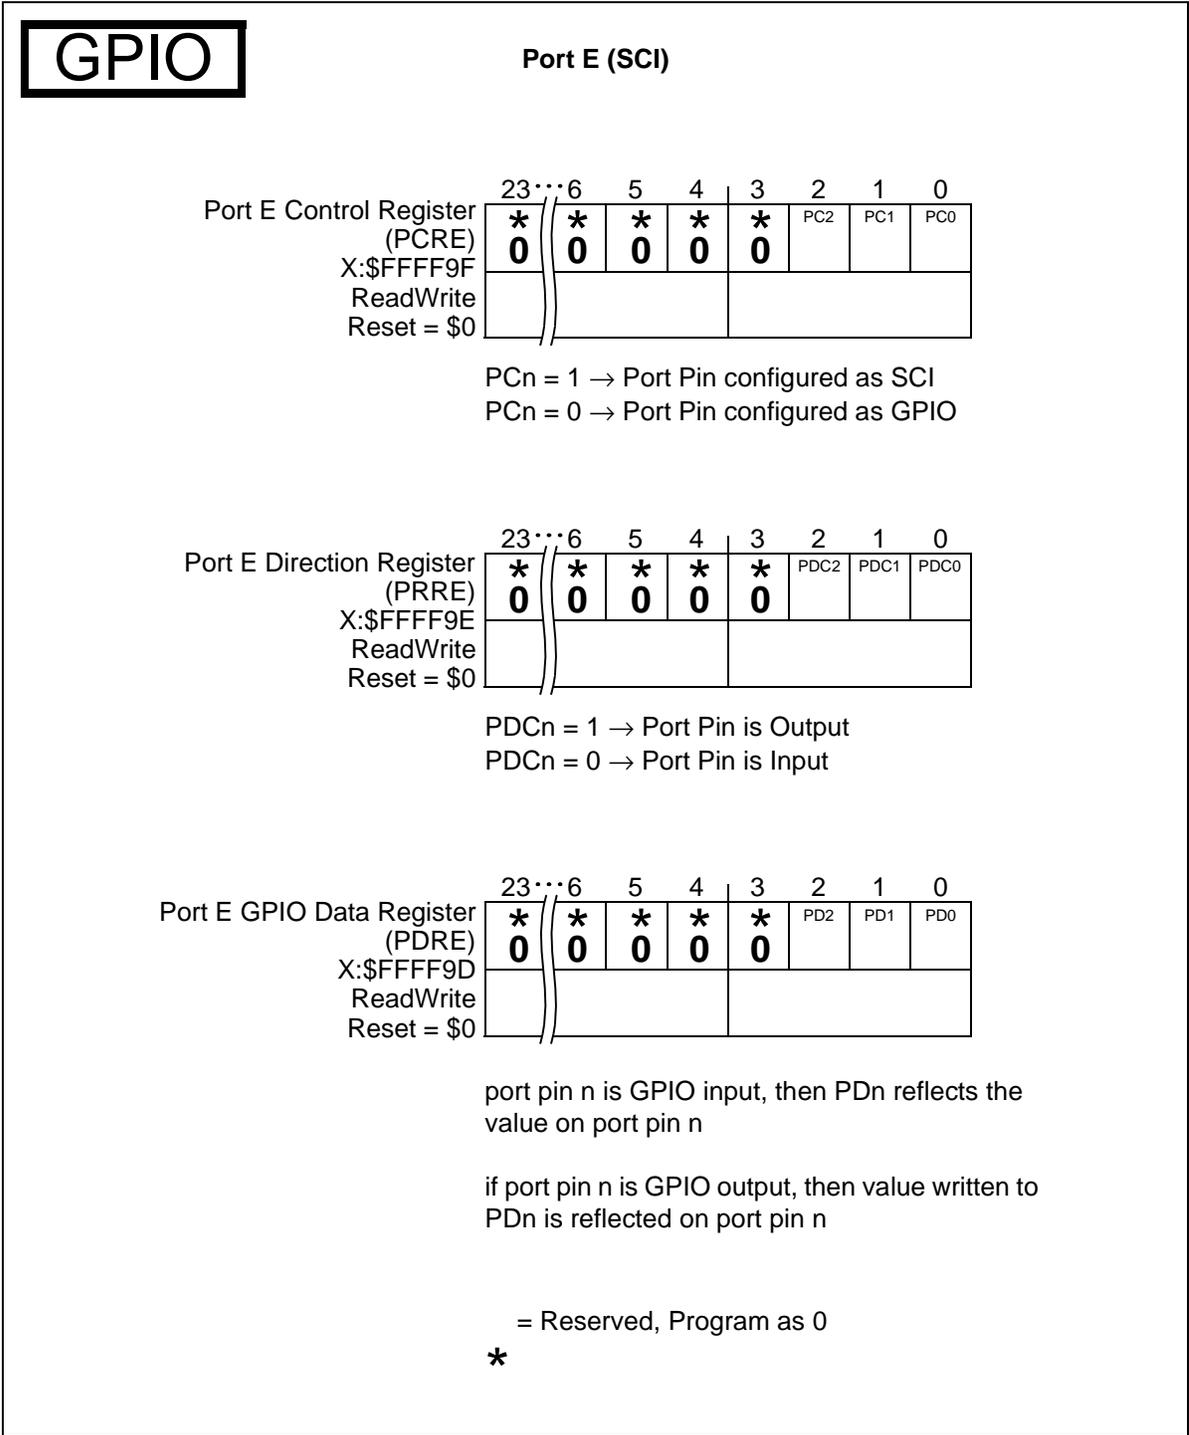 GPIO
Port E (SCI)
23 ··· 6 5 4 3 2 1 0
Port E Control Register
(PCRE)
X:$FFFF9F
ReadWrite
Reset = $0
* * * * * PC2 PC1 PC0
0 0 0 0 0
PCn = 1 → Port Pin configured as SCI
PCn = 0 → Port Pin configured as GPIO
23 ··· 6 5 4 3 2 1 0
Port E Direction Register
(PRRE)
X:$FFFF9E
ReadWrite
Reset = $0
* * * * * PDC2 PDC1 PDC0
0 0 0 0 0
PDCn = 1 → Port Pin is Output
PDCn = 0 → Port Pin is Input
23 ··· 6 5 4 3 2 1 0
Port E GPIO Data Register
(PDRE)
X:$FFFF9D
ReadWrite
Reset = $0
* * * * * PD2 PD1 PD0
0 0 0 0 0
port pin n is GPIO input, then PDn reflects the
value on port pin n
if port pin n is GPIO output, then value written to
PDn is reflected on port pin n
= Reserved, Program as 0
*